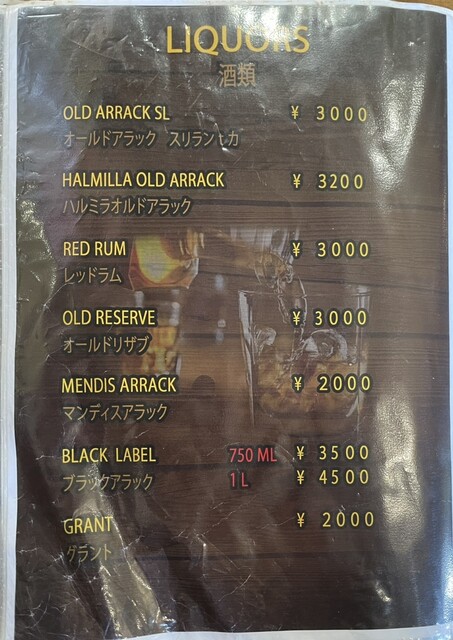 LIQUORS
酒類
OLD ARRACK SL ¥ 3000
オールドアラック スリランヒカ
HALMILLA OLD ARRACK ¥ 3200
ハルミラオルドアラック
RED RUM ¥ 3000
レッドラム
OLD RESERVE ¥ 3000
オールドリザブ
MENDIS ARRACK ¥ 2000
マンディスアラック
BLACK LABEL 750 ML ¥ 3500
ブラックアラック 1 L ¥ 4500
GRANT ¥ 2000
グラント